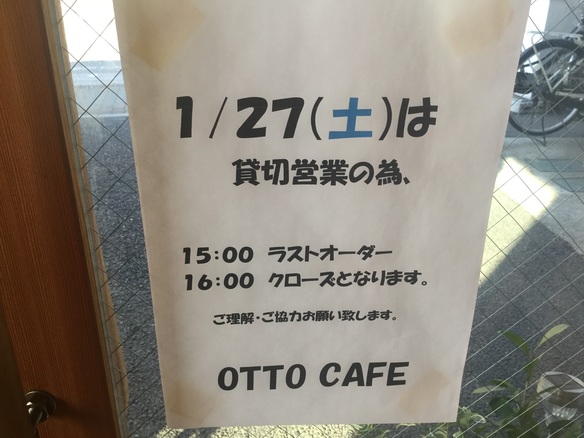 1/27(土)は
貸切営業の為、
15:00 ラストオーダー
16:00 クローズとなります。
ご理解・ご協力お願い致します。
OTTO CAFE